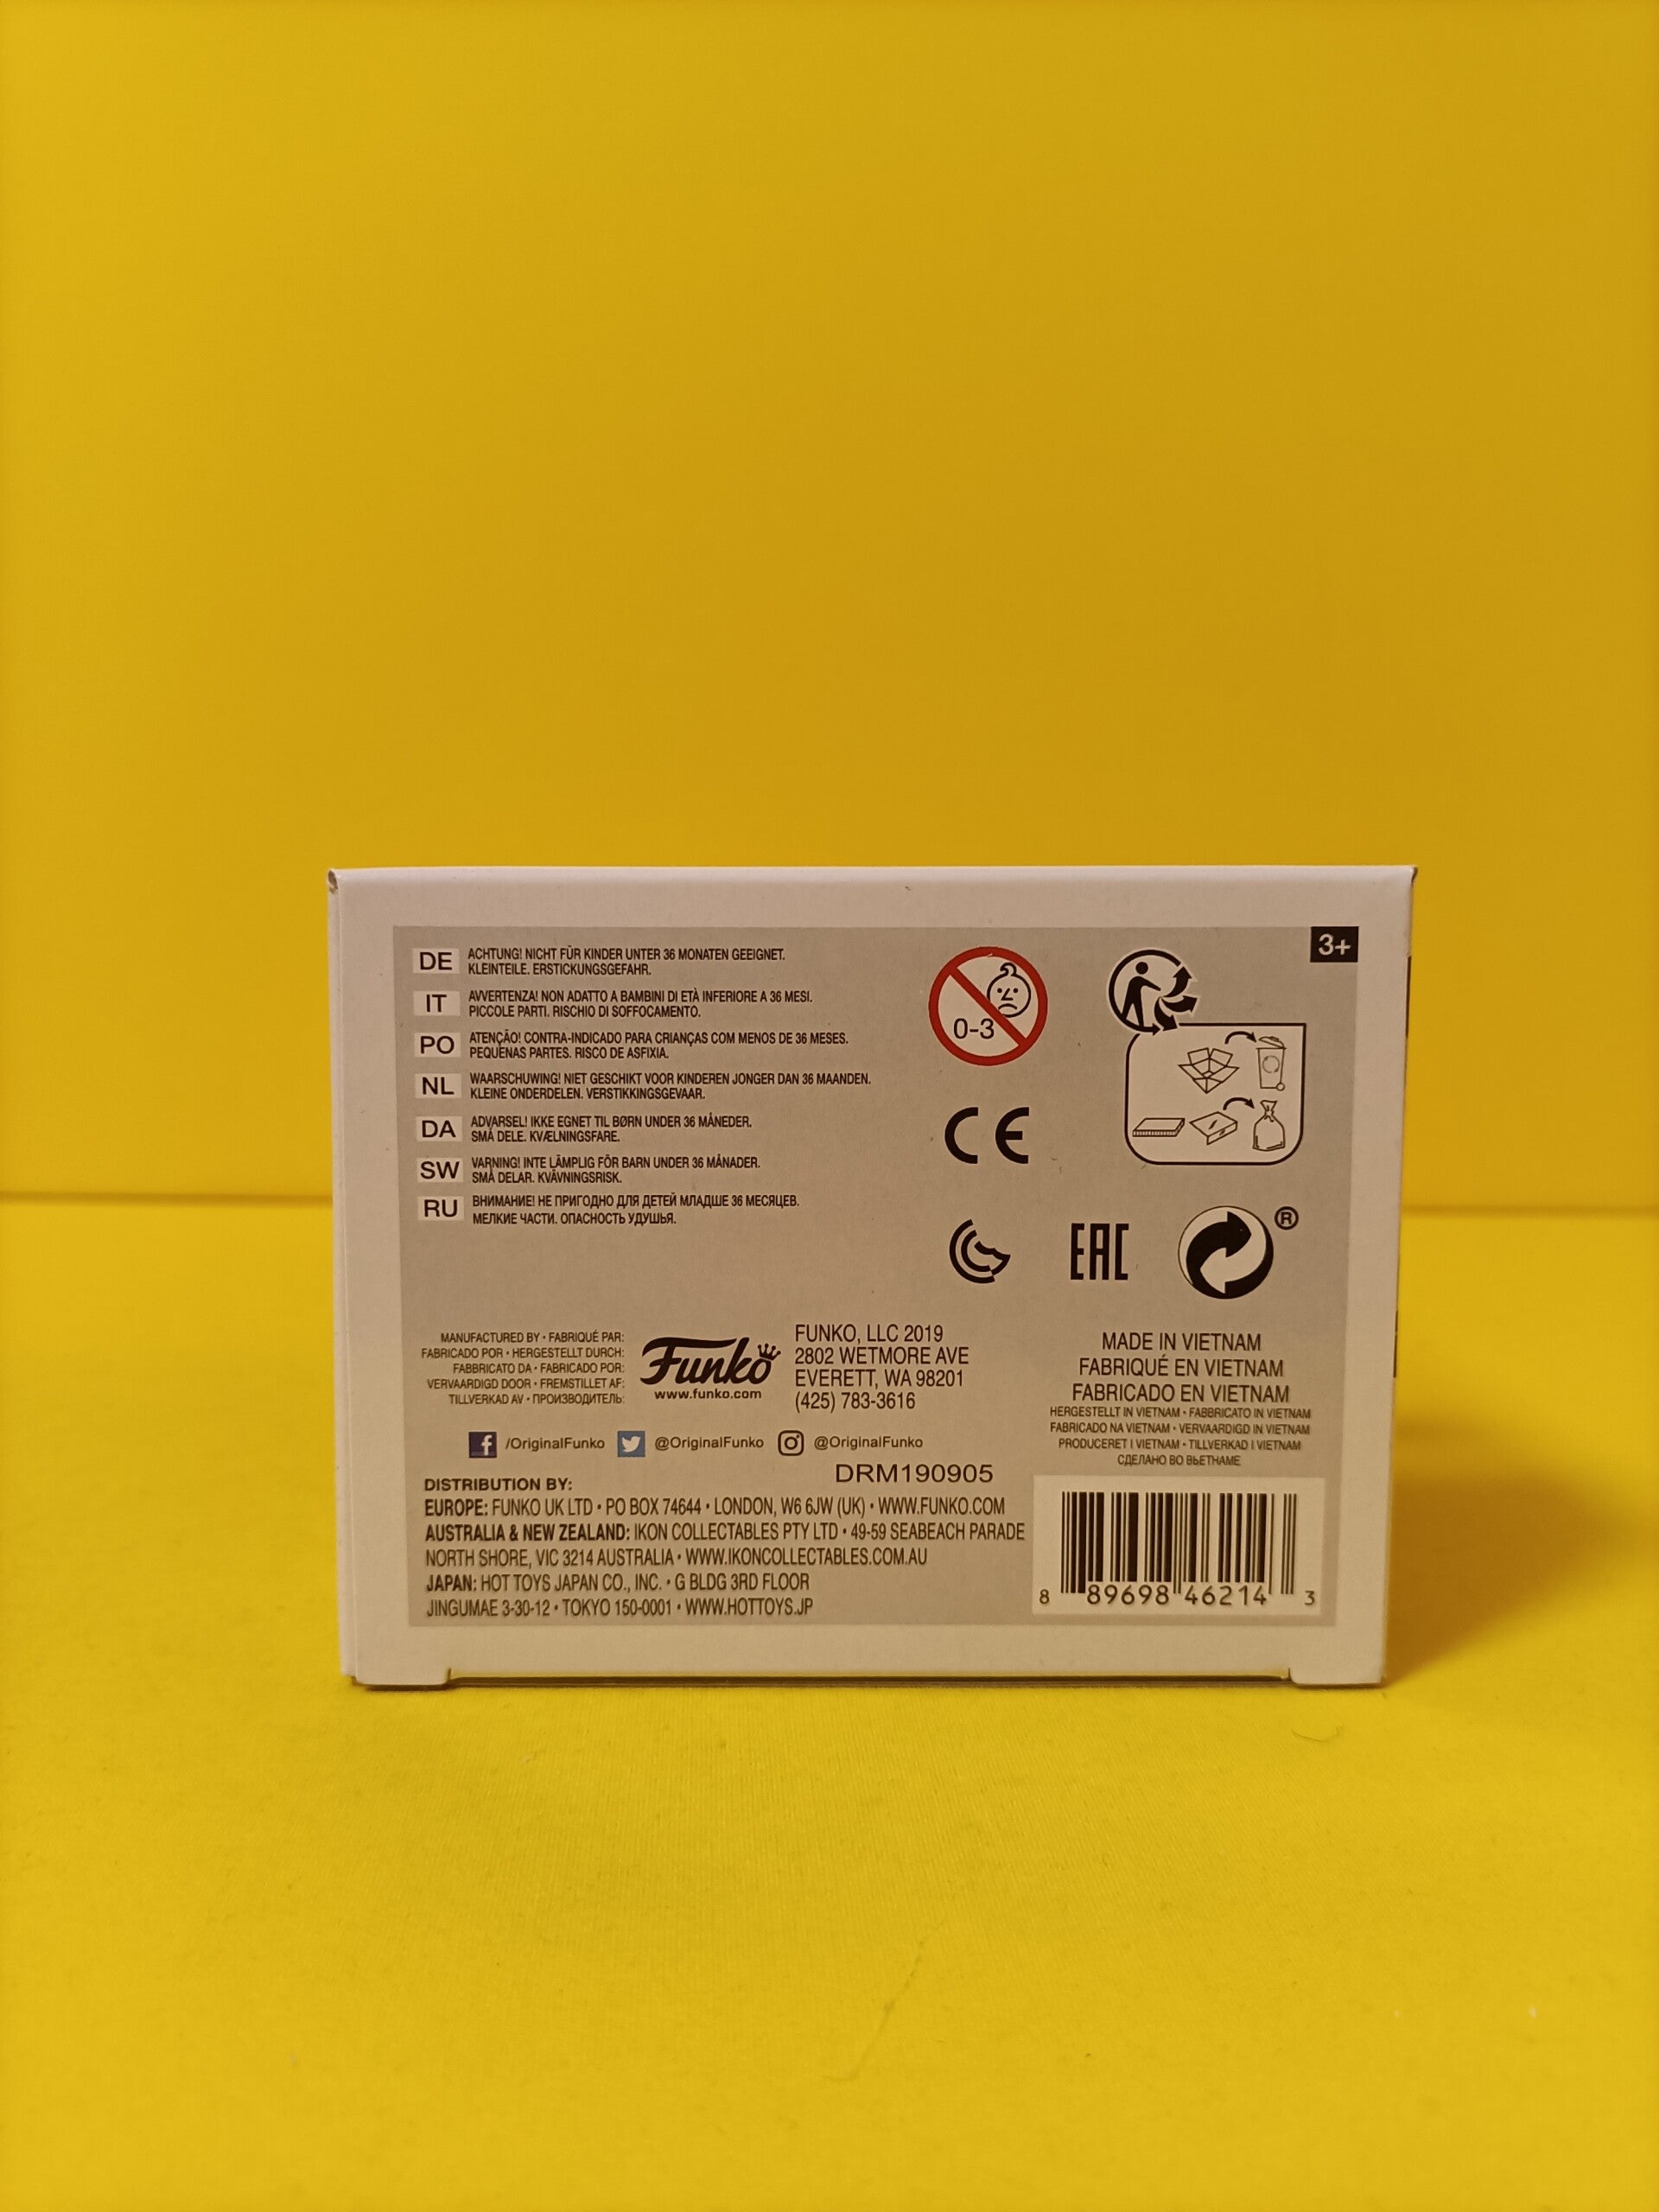 3+
DE ACHTUNG! NICHT FÜR KINDER UNTER 36 MONATEN GEEIGNET.
KLEINTEILE. ERSTICKUNGSGEFAHR.
IT AVVERTENZA! NON ADATTO A BAMBINI DI ETÀ INFERIORE A 36 MESI.
PICCOLE PARTI. RISCHIO DI SOFFOCAMENTO.
PO ATENÇÃO! CONTRA-INDICADO PARA CRIANÇAS COM MENOS DE 36 MESES.
PEQUENAS PARTES. RISCO DE ASFIXIA.
NL WAARSCHUWING! NIET GESCHIKT VOOR KINDEREN JONGER DAN 36 MAANDEN.
KLEINE ONDERDELEN. VERSTIKKINGSGEVAAR.
DA ADVARSEL! IKKE EGNET TIL BØRN UNDER 36 MÅNEDER.
SMÅ DELE. KVÆLNINGSFARE.
SW VARNING! INTE LÄMPLIG FÖR BARN UNDER 36 MÅNADER.
SMÅ DELAR. KVÄVNINGSRISK.
RU ВНИМАНИЕ! НЕ ПРИГОДНО ДЛЯ ДЕТЕЙ МЛАДШЕ 36 МЕСЯЦЕВ.
МЕЛКИЕ ЧАСТИ. ОПАСНОСТЬ УДУШЬЯ.
0-3
CE
EAC
®
MANUFACTURED BY • FABRIQUÉ PAR:
FABRICADO POR • HERGESTELLT DURCH:
FABBRICATO DA • FABRICADO POR:
VERVAARDIGD DOOR • FREMSTILLET AF:
TILLVERKAD AV • ПРОИЗВОДИТЕЛЬ:
Funko
www.funko.com
FUNKO, LLC 2019
2802 WETMORE AVE
EVERETT, WA 98201
(425) 783-3616
MADE IN VIETNAM
FABRIQUÉ EN VIETNAM
FABRICADO EN VIETNAM
HERGESTELLT IN VIETNAM • FABBRICATO IN VIETNAM
FABRICADO NA VIETNAM • VERVAARDIGD IN VIETNAM
PRODUCERET I VIETNAM • TILLVERKAD I VIETNAM
СДЕЛАНО ВО ВЬЕТНАМЕ
/OriginalFunko @OriginalFunko @OriginalFunko
DRM190905
DISTRIBUTION BY:
EUROPE: FUNKO UK LTD • PO BOX 74644 • LONDON, W6 6JW (UK) • WWW.FUNKO.COM
AUSTRALIA & NEW ZEALAND: IKON COLLECTABLES PTY LTD • 49-59 SEABEACH PARADE
NORTH SHORE, VIC 3214 AUSTRALIA • WWW.IKONCOLLECTABLES.COM.AU
JAPAN: HOT TOYS JAPAN CO., INC. • G BLDG 3RD FLOOR
JINGUMAE 3-30-12 • TOKYO 150-0001 • WWW.HOTTOYS.JP
8 89698 46214 3